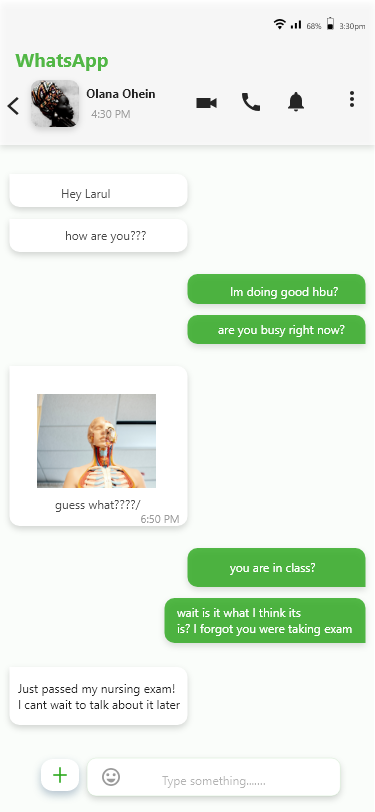 68% 3:30pm
WhatsApp
Olana Ohein
4:30 PM
Hey Larul
how are you???
Im doing good hbu?
are you busy right now?
guess what????/
6:50 PM
you are in class?
wait is it what I think its
is? I forgot you were taking exam
Just passed my nursing exam!
I cant wait to talk about it later
Type something.......